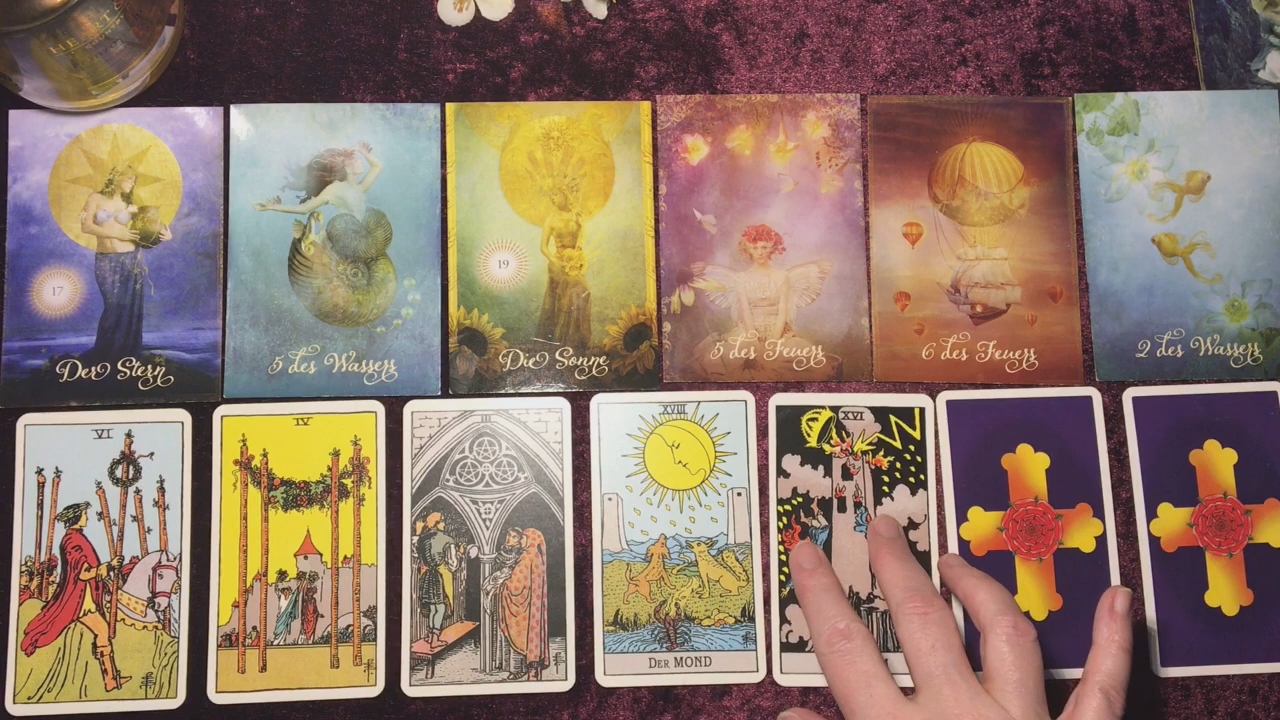 17
Der Stern
5 des Wassers
19
Die Sonne
5 des Feuers
6 des Feuers
2 des Wassers
VI
IV
III
XVIII
DER MOND
XVI